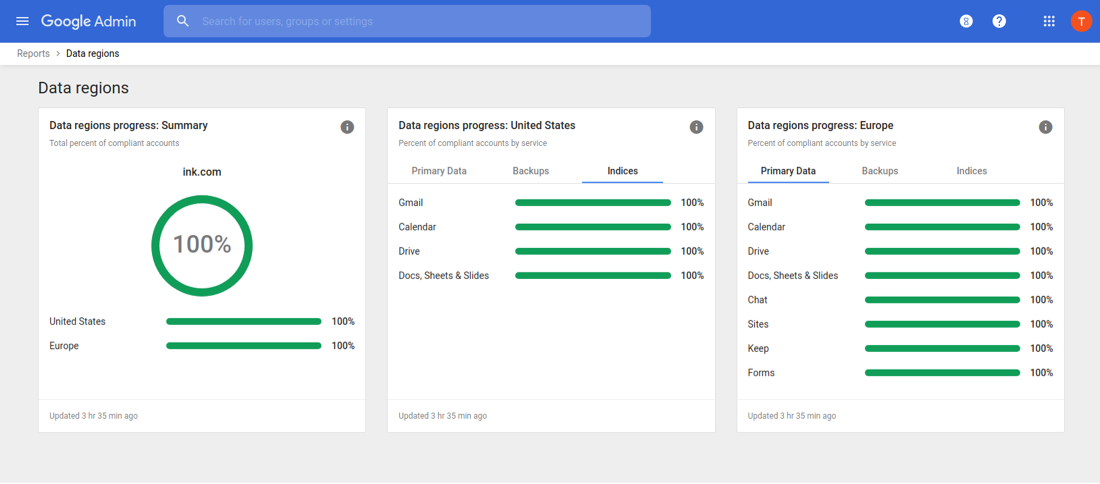 Google Admin
Search for users, groups or settings
T
Reports > Data regions
Data regions
Data regions progress: Summary
Total percent of compliant accounts
ink.com
100%
United States 100%
Europe 100%
Updated 3 hr 35 min ago
Data regions progress: United States
Percent of compliant accounts by service
Primary Data Backups Indices
Gmail 100%
Calendar 100%
Drive 100%
Docs, Sheets & Slides 100%
Updated 3 hr 35 min ago
Data regions progress: Europe
Percent of compliant accounts by service
Primary Data Backups Indices
Gmail 100%
Calendar 100%
Drive 100%
Docs, Sheets & Slides 100%
Chat 100%
Sites 100%
Keep 100%
Forms 100%
Updated 3 hr 35 min ago